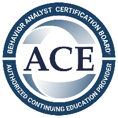 BEHAVIOR ANALYST CERTIFICATION BOARD®
ACE
AUTHORIZED CONTINUING EDUCATION PROVIDER